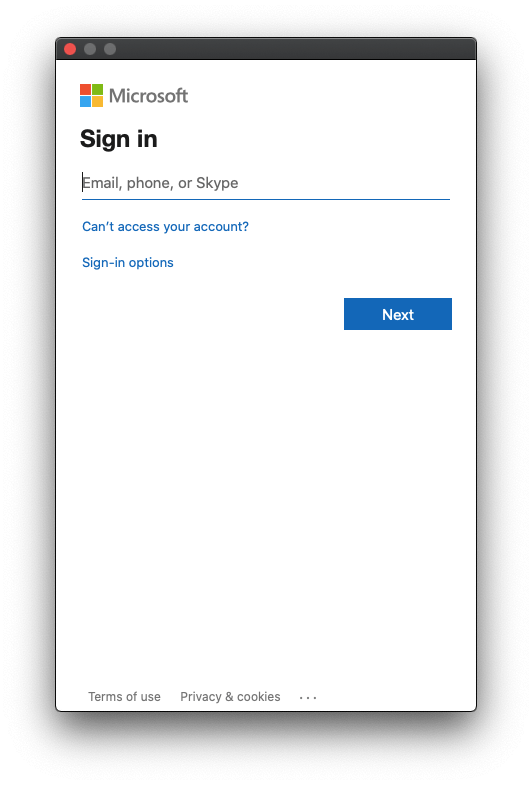 Microsoft
Sign in
Email, phone, or Skype
Can't access your account?
Sign-in options
Next
Terms of use Privacy & cookies ...